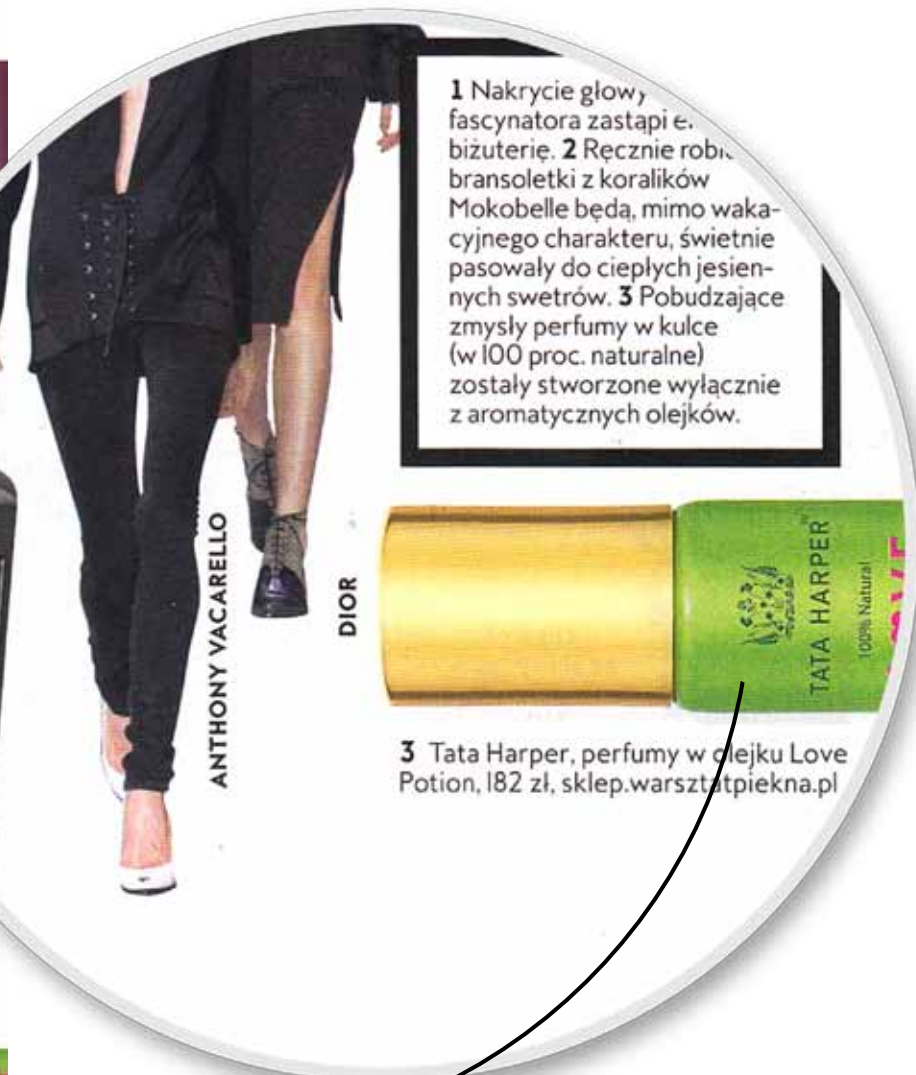 1 Nakrycie głowy
fascynatora zastąpi
biżuterię. 2 Ręcznie
bransoletki z koralików
Mokobelle będą, mimo waka-
cyjnego charakteru, świetnie
pasowały do ciepłych jesien-
nych swetrów. 3 Pobudzające
zmysły perfumy w kulce
(w 100 proc. naturalne)
zostały stworzone wyłącznie
z aromatycznych olejków.
ANTHONY VACARELLO
DIOR
TATA HARPER
100% Natural
3 Tata Harper, perfumy w olejku Love
Potion, 182 zł, sklep.warsztatpiekna.pl